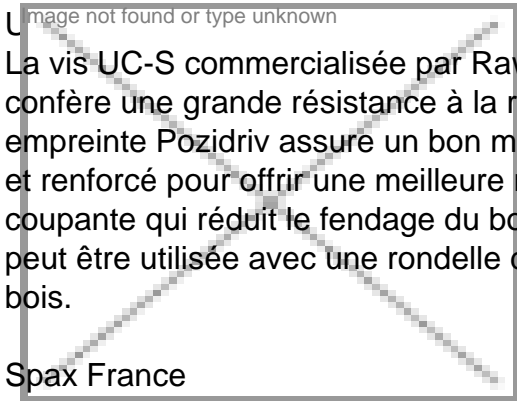 Image not found or type unknown
U
La vis UC-S commercialisée par Raw
confère une grande résistance à la r
empreinte Pozidriv assure un bon m
et renforcé pour offrir une meilleure
coupante qui réduit le fendage du bo
peut être utilisée avec une rondelle
bois.
Spax France